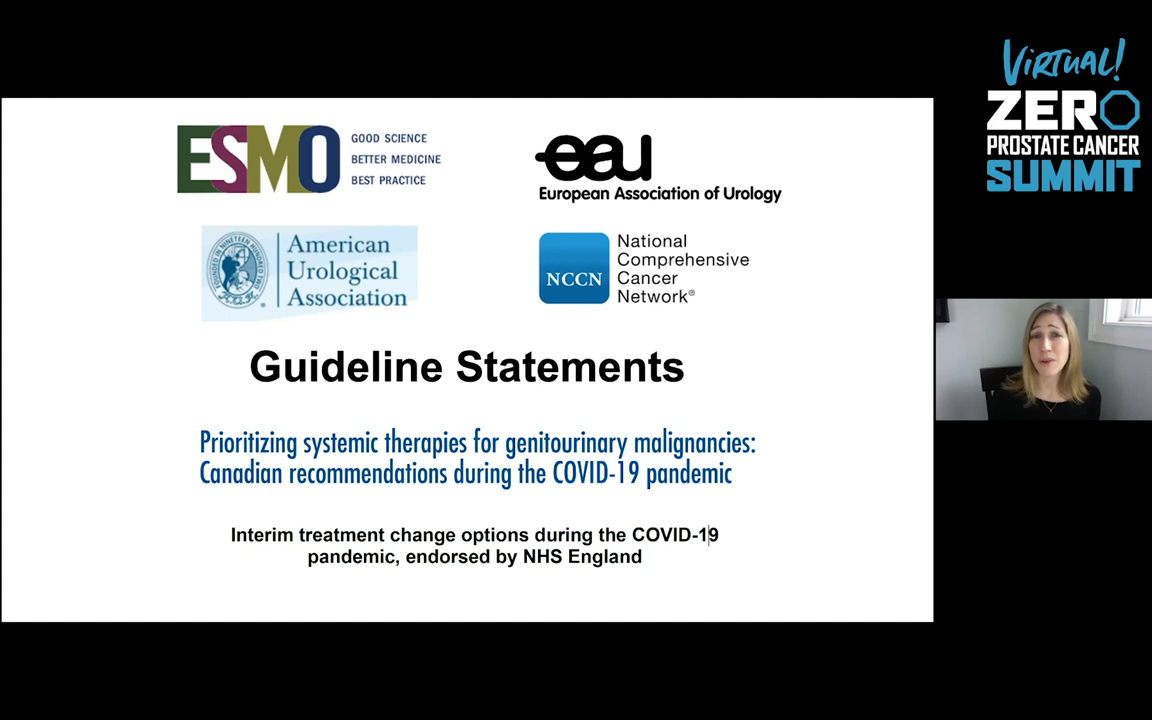 ESMO
GOOD SCIENCE
BETTER MEDICINE
BEST PRACTICE
eau
European Association of Urology
American
Urological
Association
NCCN
National
Comprehensive
Cancer
Network®
Guideline Statements
Prioritizing systemic therapies for genitourinary malignancies:
Canadian recommendations during the COVID-19 pandemic
Interim treatment change options during the COVID-19
pandemic, endorsed by NHS England
VIRTUAL!
ZERO
PROSTATE CANCER
SUMMIT